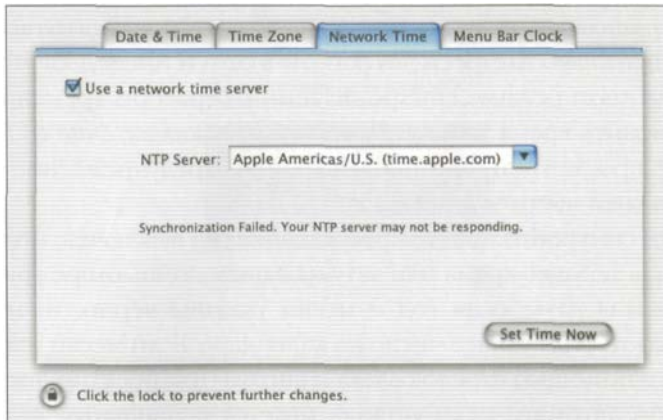 Date & Time Time Zone Network Time Menu Bar Clock
Use a network time server
NTP Server: Apple Americas/U.S. (time.apple.com)
Synchronization Failed. Your NTP server may not be responding.
Set Time Now
Click the lock to prevent further changes.